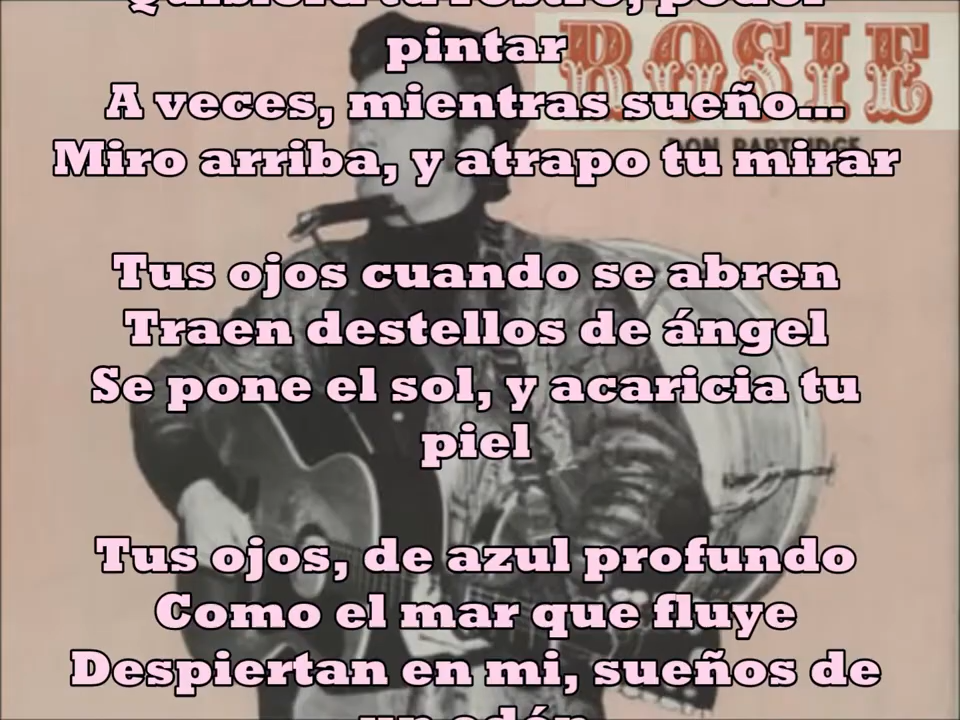 Quisiera tu rostro, poder
pintar
ROSIE
A veces, mientras sueño...
DON PARTRIDGE
Miro arriba, y atrapo tu mirar
Tus ojos cuando se abren
Traen destellos de ángel
Se pone el sol, y acaricia tu
piel
Tus ojos, de azul profundo
Como el mar que fluye
Despiertan en mi, sueños de
un edén